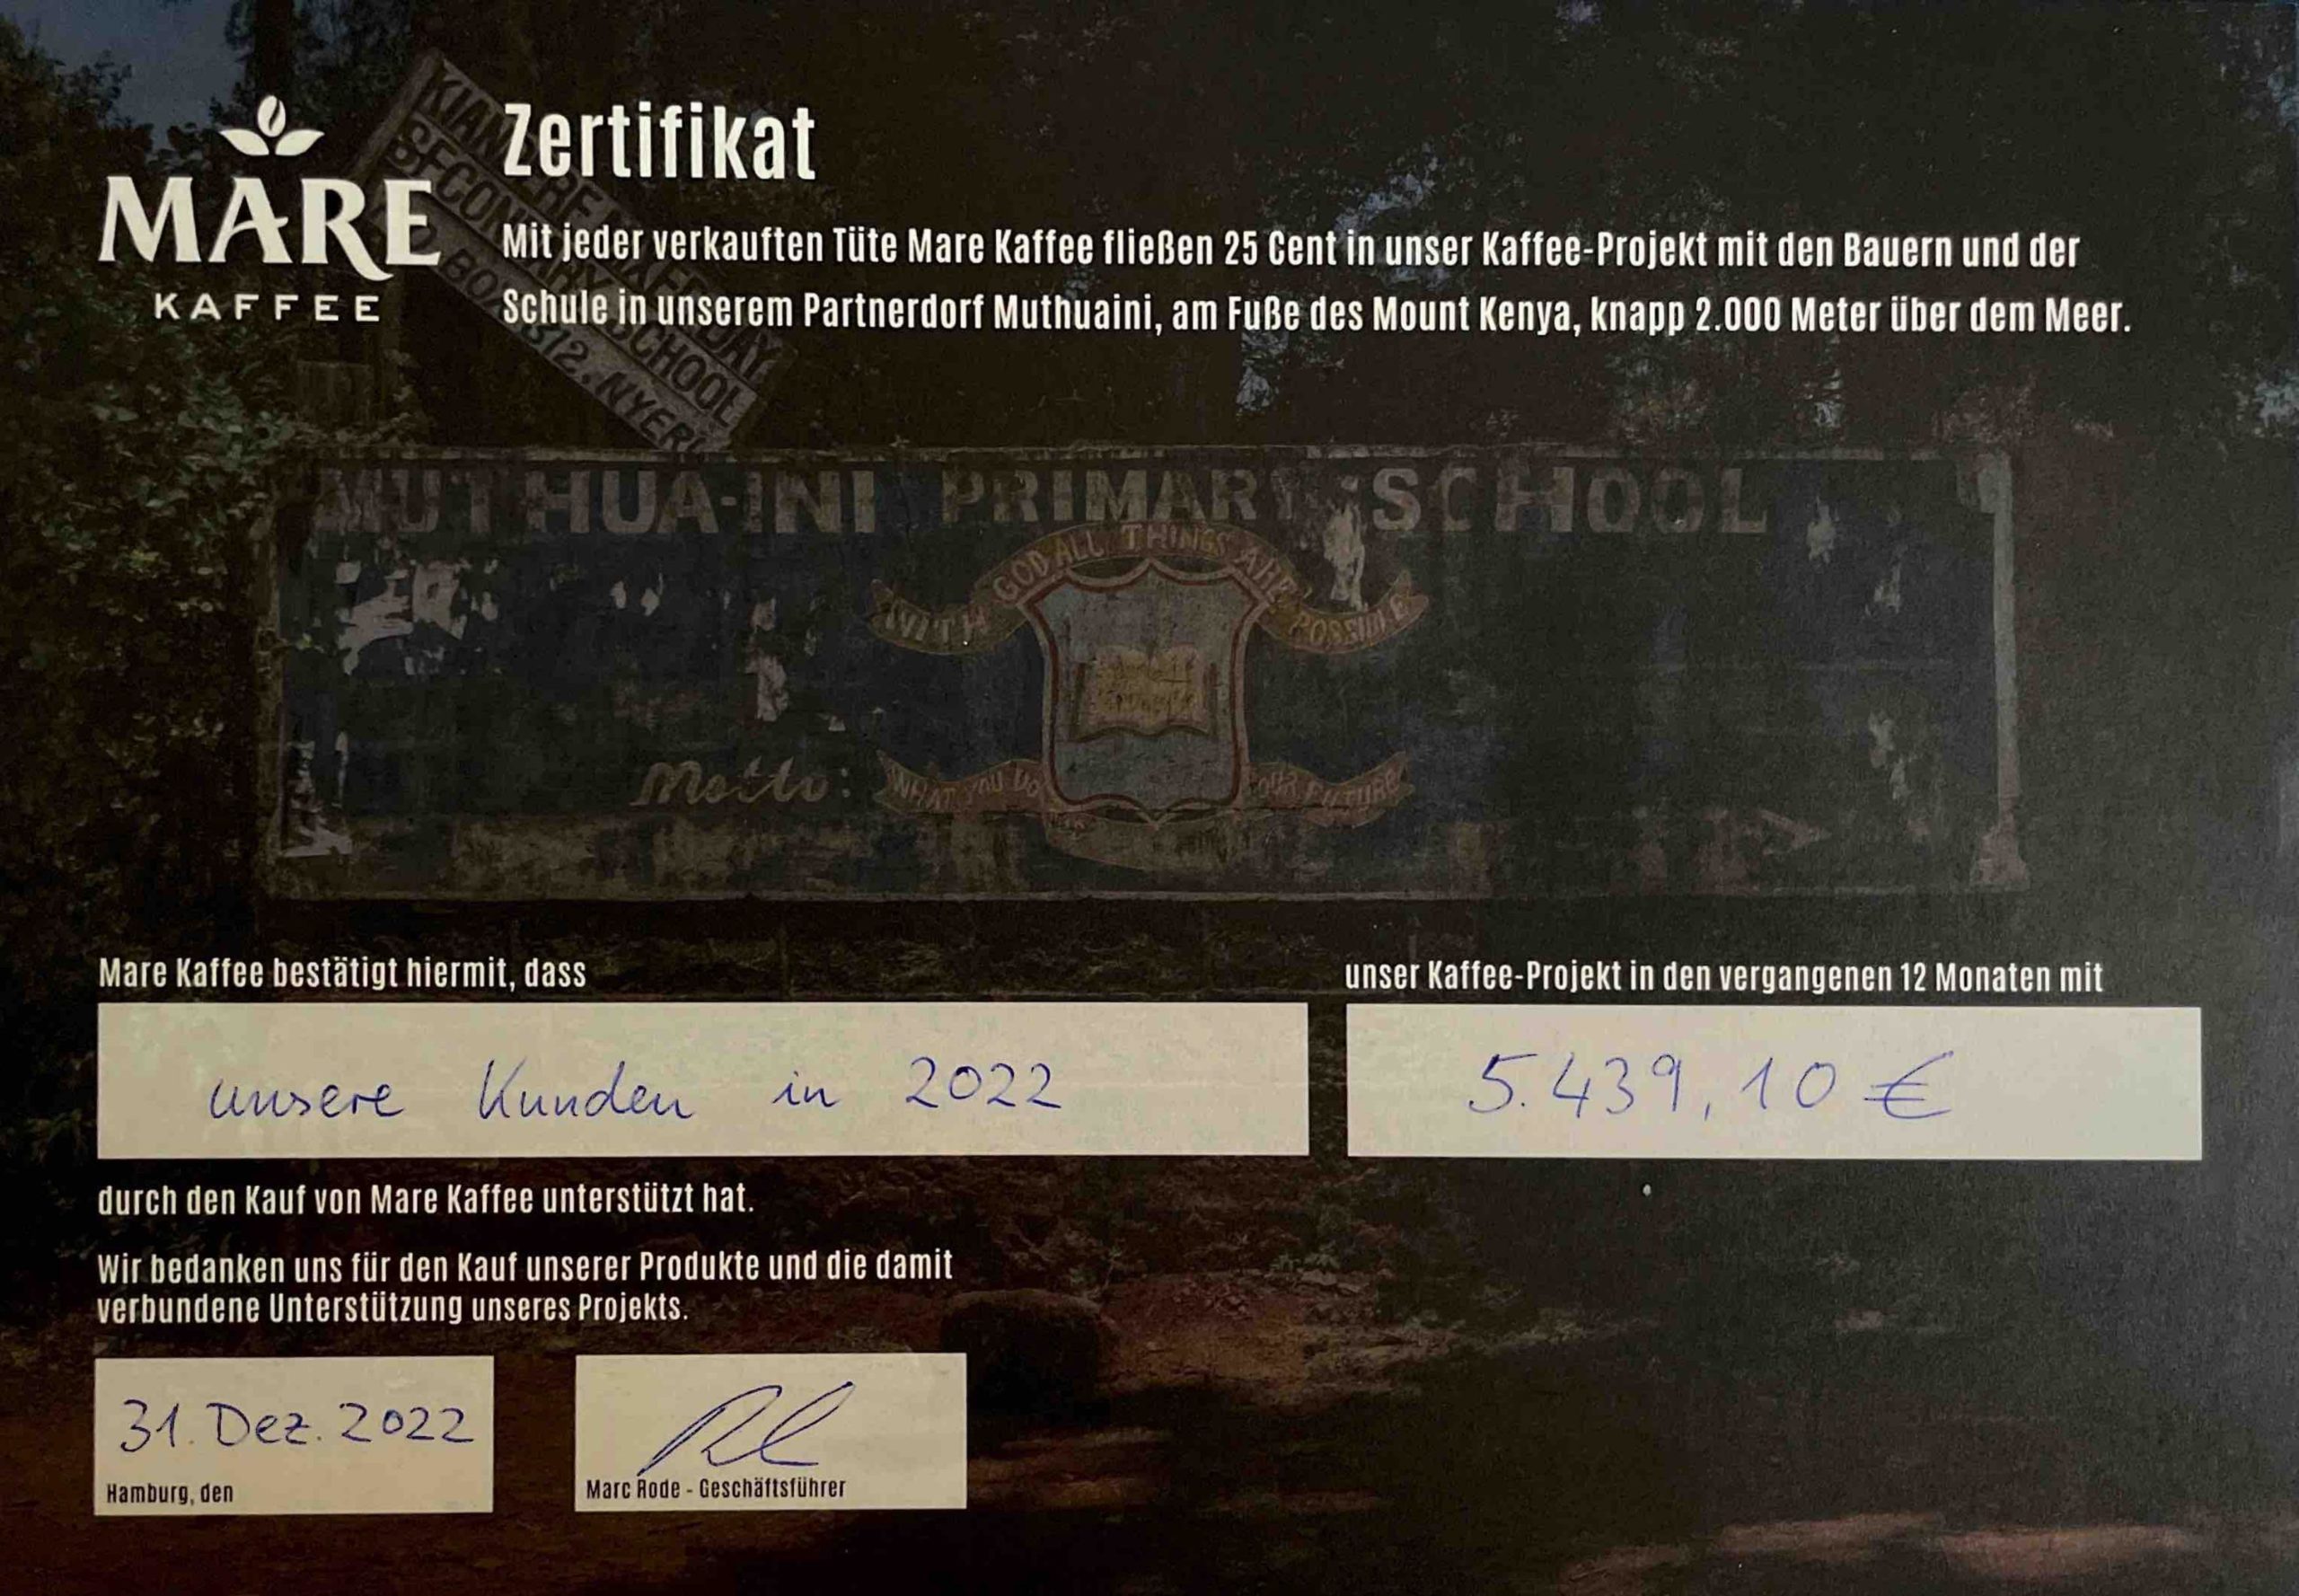 MARE
KAFFEE
Zertifikat
Mit jeder verkauften Tüte Mare Kaffee fließen 25 Cent in unser Kaffee-Projekt mit den Bauern und der
Schule in unserem Partnerdorf Muthuaini, am Fuße des Mount Kenya, knapp 2.000 Meter über dem Meer.
SECONDARY SCHOOL
NYERI
MUTHUA-INI PRIMARY SCHOOL
WITH GOD ALL THINGS ARE POSSIBLE
Motto: WHAT YOU DO
YOUR FUTURE
Mare Kaffee bestätigt hiermit, dass
unsere Kunden in 2022
unser Kaffee-Projekt in den vergangenen 12 Monaten mit
5.439,10 €
durch den Kauf von Mare Kaffee unterstützt hat.
Wir bedanken uns für den Kauf unserer Produkte und die damit
verbundene Unterstützung unseres Projekts.
31. Dez. 2022
Hamburg, den
Marc Rode - Geschäftsführer